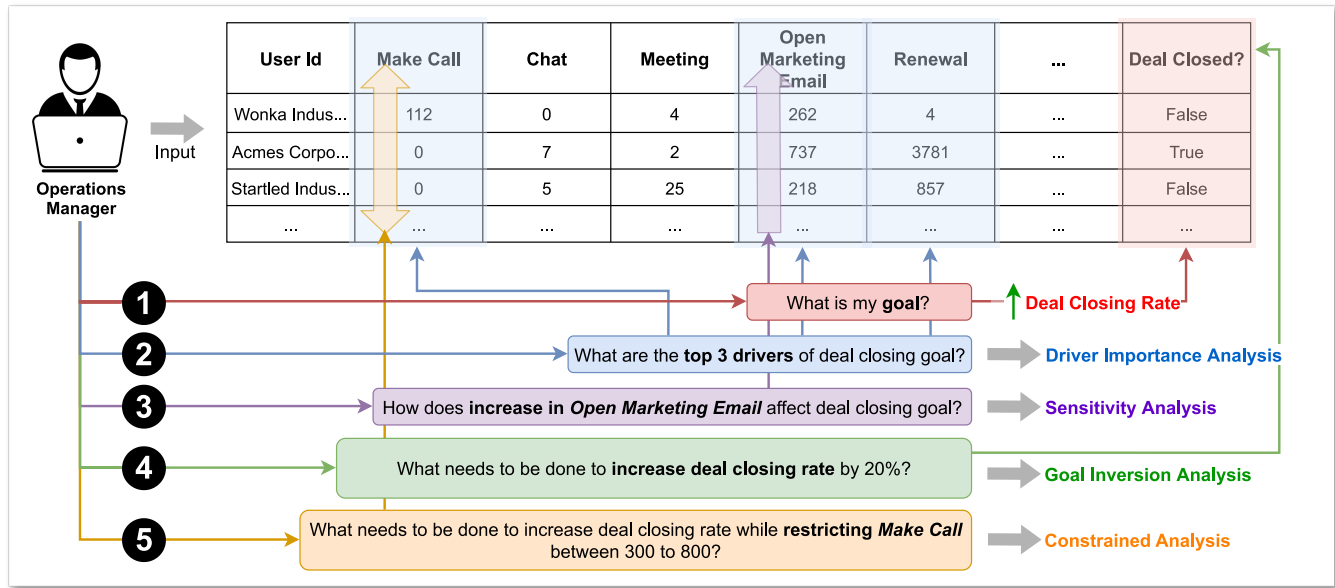 User Id Make Call Chat Meeting Open Marketing Email Renewal ... Deal Closed?
Wonka Indus... 112 0 4 262 4 ... False
Acmes Corpo... 0 7 2 737 3781 ... True
Startled Indus... 0 5 25 218 857 ... False
... ... ... ... ... ... ... ...
Input
Operations
Manager
1 What is my goal? Deal Closing Rate
2 What are the top 3 drivers of deal closing goal? Driver Importance Analysis
3 How does increase in Open Marketing Email affect deal closing goal? Sensitivity Analysis
4 What needs to be done to increase deal closing rate by 20%? Goal Inversion Analysis
5 What needs to be done to increase deal closing rate while restricting Make Call
between 300 to 800?
Constrained Analysis